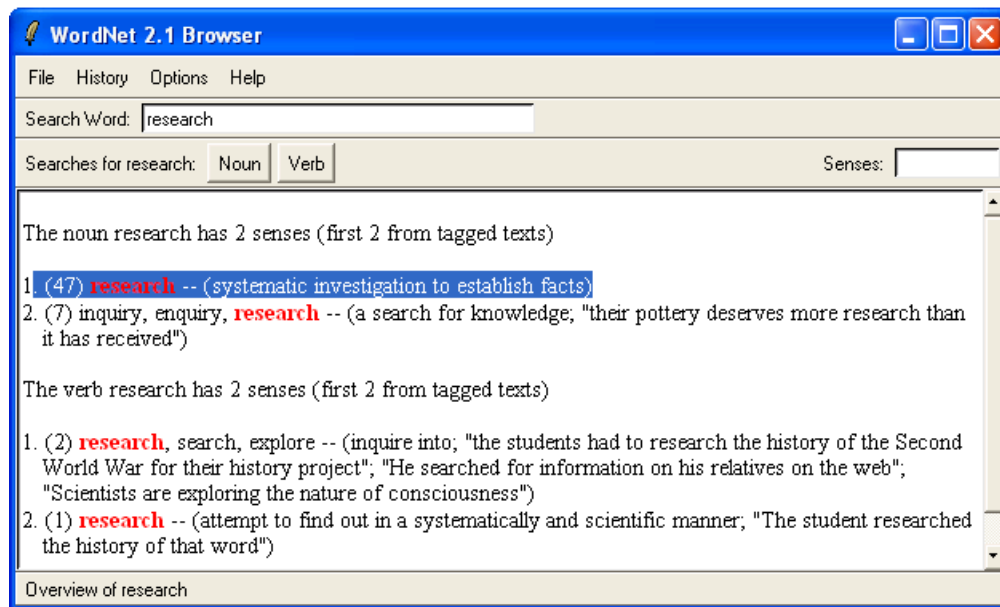 WordNet 2.1 Browser
File History Options Help
Search Word: research
Searches for research: Noun Verb Senses:
The noun research has 2 senses (first 2 from tagged texts)
1. (47) research -- (systematic investigation to establish facts)
2. (7) inquiry, enquiry, research -- (a search for knowledge; "their pottery deserves more research than
it has received")
The verb research has 2 senses (first 2 from tagged texts)
1. (2) research, search, explore -- (inquire into; "the students had to research the history of the Second
World War for their history project"; "He searched for information on his relatives on the web";
"Scientists are exploring the nature of consciousness")
2. (1) research -- (attempt to find out in a systematically and scientific manner; "The student researched
the history of that word")
Overview of research